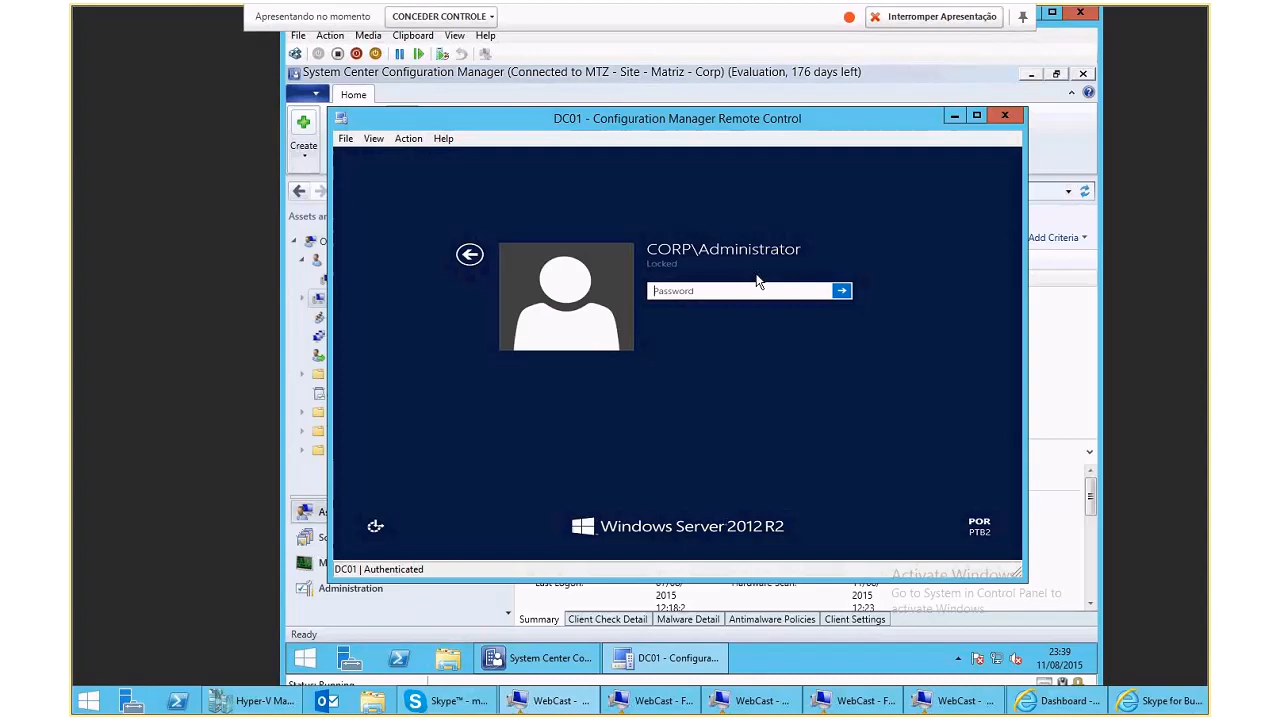 Apresentando no momento
CONCEDER CONTROLE
Interromper Apresentação
File Action Media Clipboard View Help
System Center Configuration Manager (Connected to MTZ - Site - Matriz - Corp) (Evaluation, 176 days left)
Home
DC01 - Configuration Manager Remote Control
File View Action Help
Create
Assets
Add Criteria
CORP\Administrator
Locked
Password
Windows Server 2012 R2
POR
PTB2
DC01 | Authenticated
Activate Windows
Go to System in Control Panel to
activate Windows.
Administration
2015
12:18:2
2015
12:23
Summary Client Check Detail Malware Detail Antimalware Policies Client Settings
Ready
System Center Co... DC01 - Configura...
23:39
11/08/2015
Status: Running
Hyper-V Ma... Skype™ - m... WebCast - ... WebCast - F... WebCast - ... WebCast - F... WebCast - ... Dashboard -... Skype for Bu...